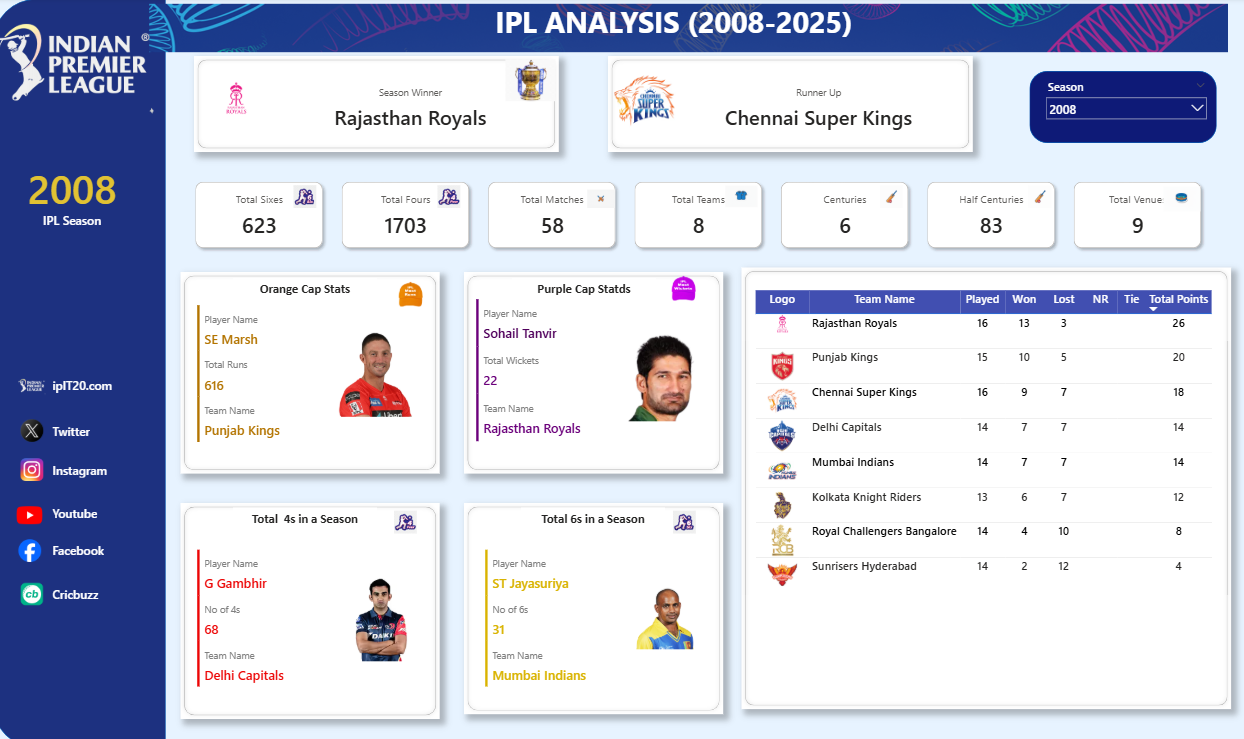 IPL ANALYSIS (2008-2025)
INDIAN
PREMIER
LEAGUE
®
2008
IPL Season
iplT20.com
Twitter
Instagram
Youtube
Facebook
Cricbuzz
Season Winner
Rajasthan Royals
ROYALS
Runner Up
Chennai Super Kings
CHENNAI
SUPER
KINGS
Season
2008
Total Sixes
623
Total Fours
1703
Total Matches
58
Total Teams
8
Centuries
6
Half Centuries
83
Total Venue
9
Orange Cap Stats
Player Name
SE Marsh
Total Runs
616
Team Name
Punjab Kings
Purple Cap Statds
Player Name
Sohail Tanvir
Total Wickets
22
Team Name
Rajasthan Royals
Total 4s in a Season
Player Name
G Gambhir
No of 4s
68
Team Name
Delhi Capitals
Total 6s in a Season
Player Name
ST Jayasuriya
No of 6s
31
Team Name
Mumbai Indians
Logo Team Name Played Won Lost NR Tie Total Points
Rajasthan Royals 16 13 3 26
Punjab Kings 15 10 5 20
Chennai Super Kings 16 9 7 18
Delhi Capitals 14 7 7 14
Mumbai Indians 14 7 7 14
Kolkata Knight Riders 13 6 7 12
Royal Challengers Bangalore 14 4 10 8
Sunrisers Hyderabad 14 2 12 4